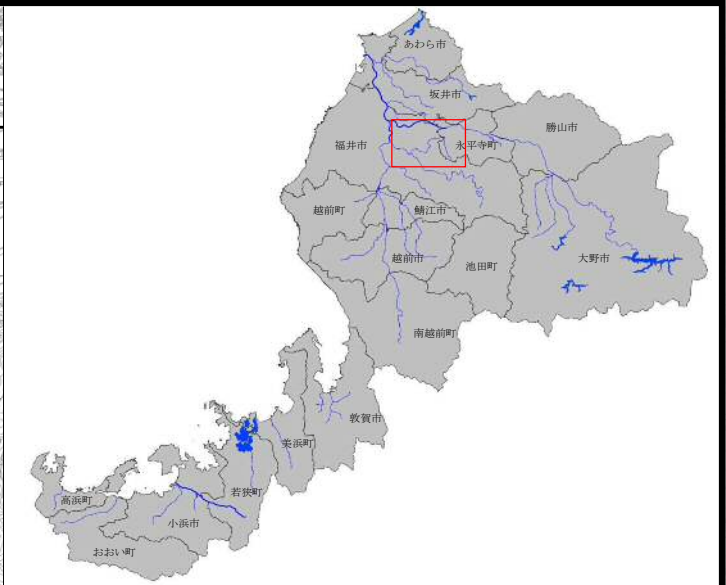 あわら市
坂井市
勝山市
福井市
永平寺町
越前町
鯖江市
越前市
池田町
大野市
南越前町
敦賀市
美浜町
若狭町
高浜町
小浜市
おおい町